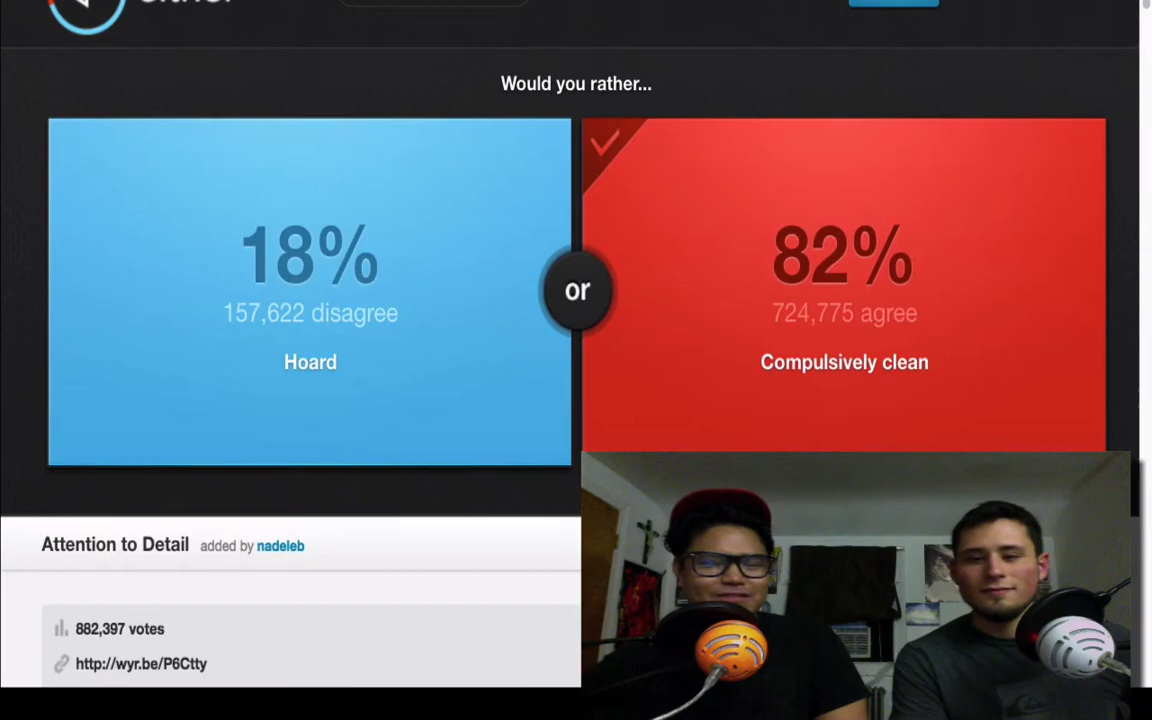 either
Would you rather...
18%
157,622 disagree
Hoard
or
82%
724,775 agree
Compulsively clean
Attention to Detail added by nadeleb
882,397 votes
http://wyr.be/P6Ctty